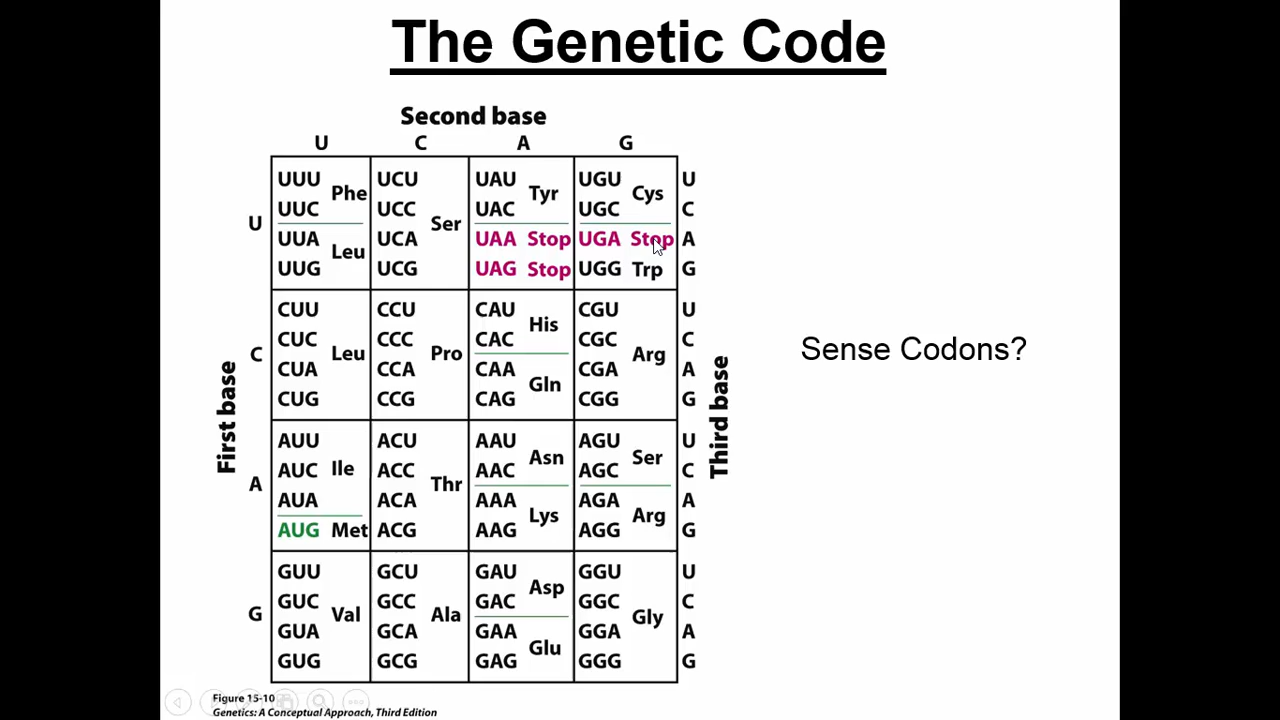 The Genetic Code
Second base
U C A G
UUU Phe UCU UAU Tyr UGU Cys U
UUC UCC Ser UAC UGC C
U UUA Leu UCA UAA Stop UGA Stop A
UUG UCG UAG Stop UGG Trp G
CUU CCU CAU His CGU U
CUC CCC CAC CGC C
C CUA Leu CCA Pro CAA Gln CGA Arg A
CUG CCG CAG CGG G
AUU ACU AAU Asn AGU Ser U
AUC Ile ACC AAC AGC C
A AUA ACA Thr AAA Lys AGA Arg A
AUG Met ACG AAG AGG G
GUU GCU GAU Asp GGU U
GUC GCC GAC GGC C
G GUA Val GCA Ala GAA Glu GGA Gly A
GUG GCG GAG GGG G
First base
Third base
Sense Codons?
Figure 15-10
Genetics: A Conceptual Approach, Third Edition